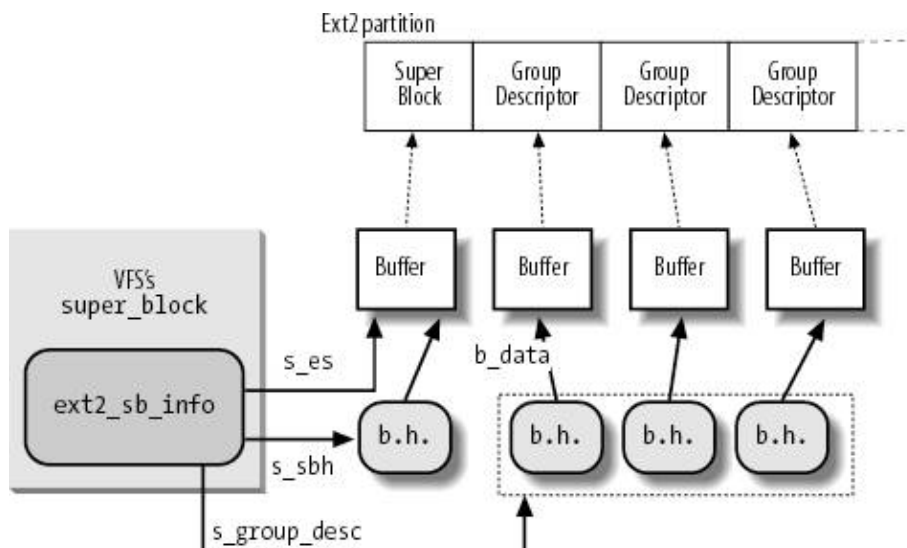 Ext2 partition
Super
Block
Group
Descriptor
Group
Descriptor
Group
Descriptor
Buffer
Buffer
Buffer
Buffer
VFS's
super_block
s_es
b_data
ext2_sb_info
b.h.
b.h.
b.h.
b.h.
s_sbh
s_group_desc